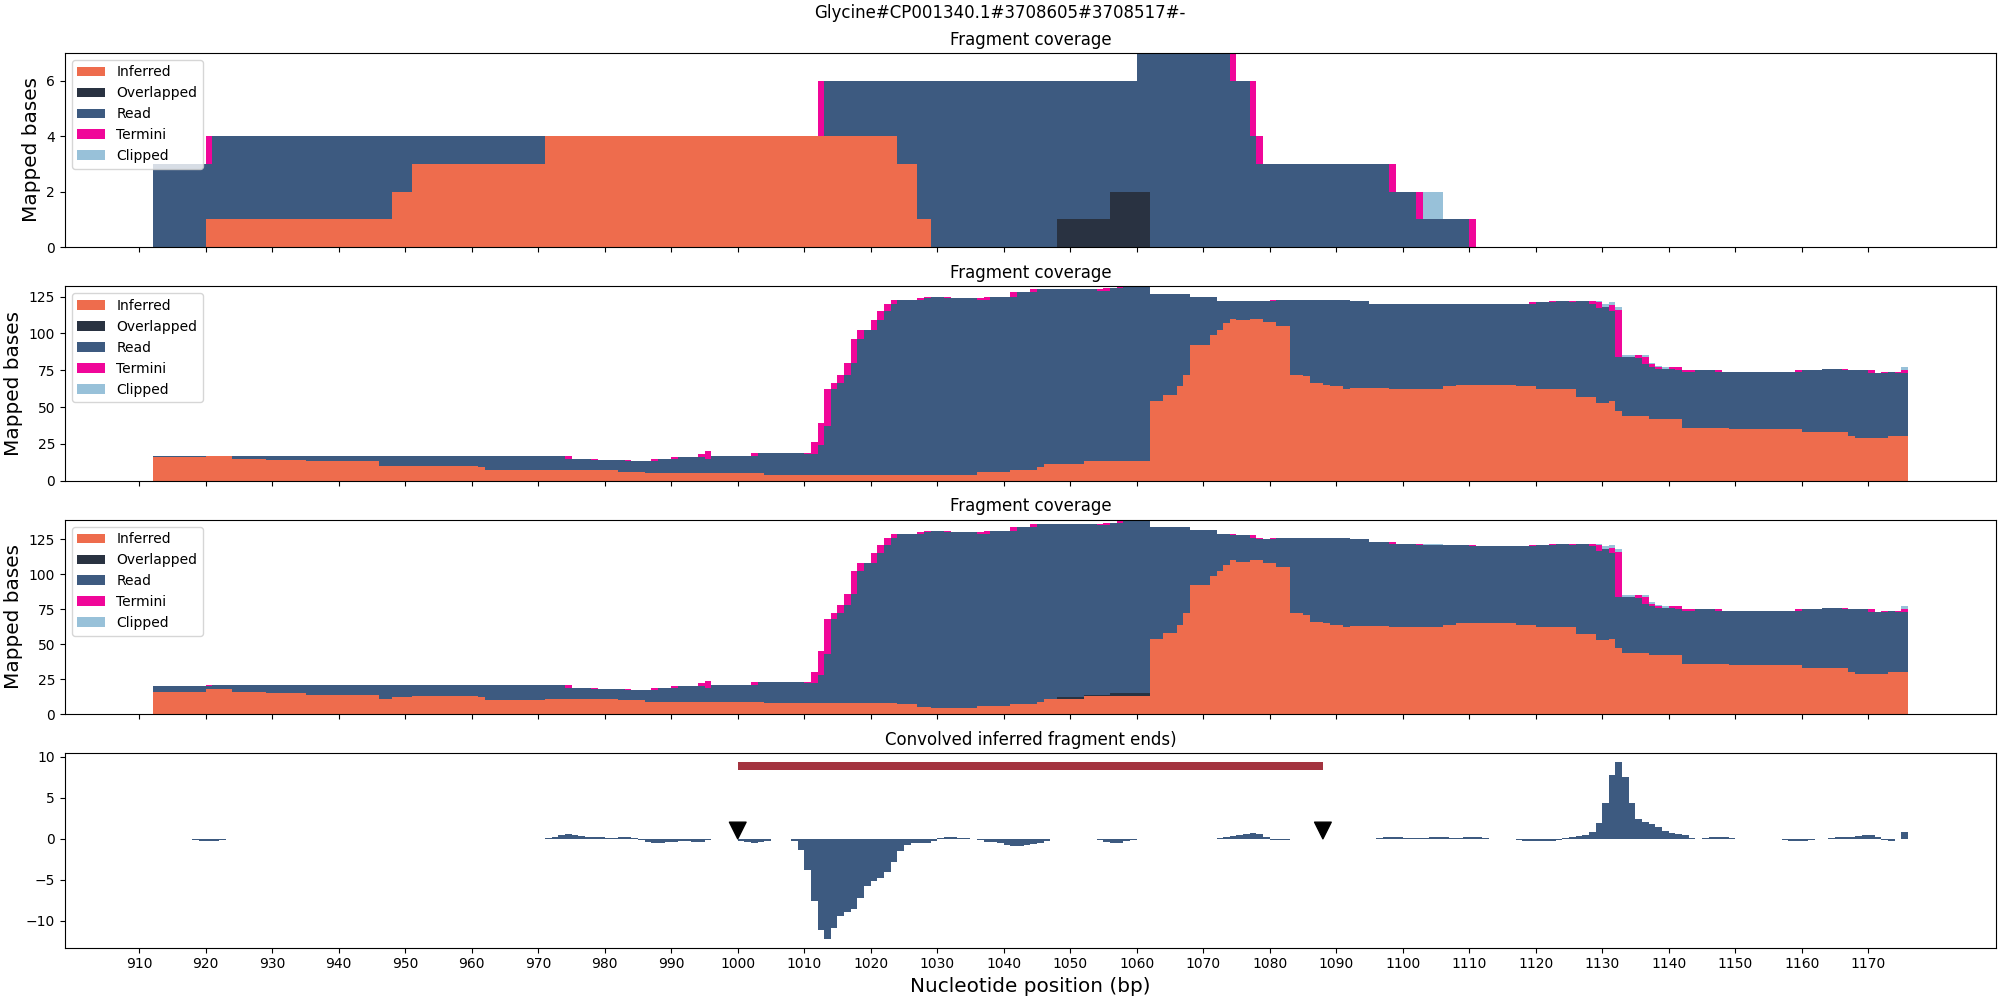 Glycine#CP001340.1#3708605#3708517#-
Fragment coverage
Mapped bases
6
4
2
0
Inferred
Overlapped
Read
Termini
Clipped
Fragment coverage
Mapped bases
125
100
75
50
25
0
Inferred
Overlapped
Read
Termini
Clipped
Fragment coverage
Mapped bases
125
100
75
50
25
0
Inferred
Overlapped
Read
Termini
Clipped
Convolved inferred fragment ends)
10
5
0
−5
−10
910 920 930 940 950 960 970 980 990 1000 1010 1020 1030 1040 1050 1060 1070 1080 1090 1100 1110 1120 1130 1140 1150 1160 1170
Nucleotide position (bp)